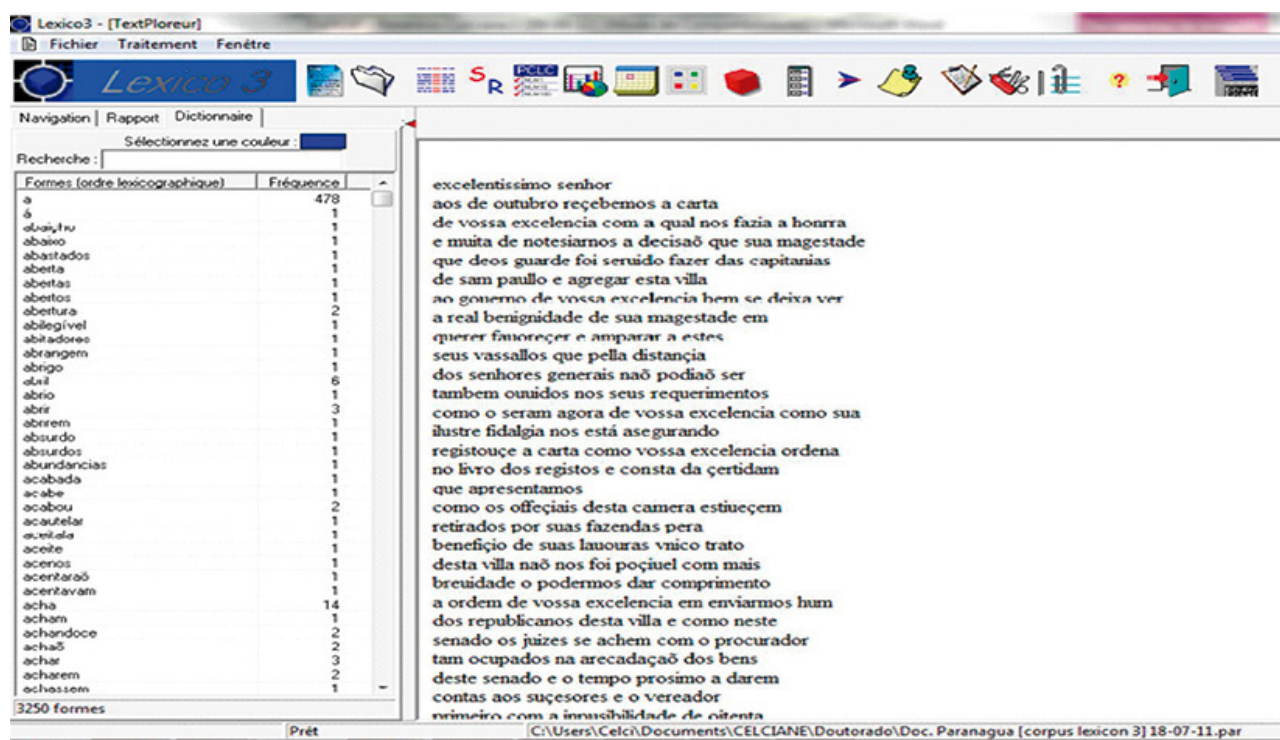 Lexico3 - [TextPloreur]
Fichier Traitement Fenêtre
Lexico 3
S R PCLC
Navigation Rapport Dictionnaire
Sélectionnez une couleur :
Recherche :
Formes (ordre lexicographique) Fréquence
a 478
á 1
1
abaixo 1
abastados 1
aberta 1
abertas 1
abertos 1
abertura 2
abilegível 1
abitadores 1
abrangem 1
abrigo 1
abril 6
abrio 1
abrir 3
abrirem 1
absurdo 1
absurdos 1
abundancias 1
acabada 1
acabe 1
acabou 2
acautelar 1
1
aceite 1
acenos 1
acentaraõ 1
acentavam 1
acha 14
acham 1
achandoce 2
achaõ 2
achar 3
acharem 2
achassem 1
3250 formes
excelentissimo senhor
aos de outubro reçebemos a carta
de vossa excelencia com a qual nos fazia a honrra
e muita de notesiarnos a decisaõ que sua magestade
que deos guarde foi seruido fazer das capitanias
de sam paullo e agregar esta villa
ao gouerno de vossa excelencia bem se deixa ver
a real benignidade de sua magestade em
querer fauoreçer e amparar a estes
seus vassallos que pella distançia
dos senhores generais naõ podiaõ ser
tambem ouuidos nos seus requerimentos
como o seram agora de vossa excelencia como sua
ilustre fidalgia nos está asegurando
registouçe a carta como vossa excelencia ordena
no livro dos registos e consta da çertidam
que apresentamos
como os offeçiais desta camera estiueçem
retirados por suas fazendas pera
benefiçio de suas lauouras vnico trato
desta villa naõ nos foi poçiuel com mais
breuidade o podermos dar comprimento
a ordem de vossa excelencia em enviarmos hum
dos republicanos desta villa e como neste
senado os juizes se achem com o procurador
tam ocupados na arecadaçaõ dos bens
deste senado e o tempo prosimo a darem
contas aos suçesores e o vereador
primeiro com a inpusibilidade de oitenta
Prêt C:\Users\Celci\Documents\CELCIANE\Doutorado\Doc. Paranagua [corpus lexicon 3] 18-07-11.par